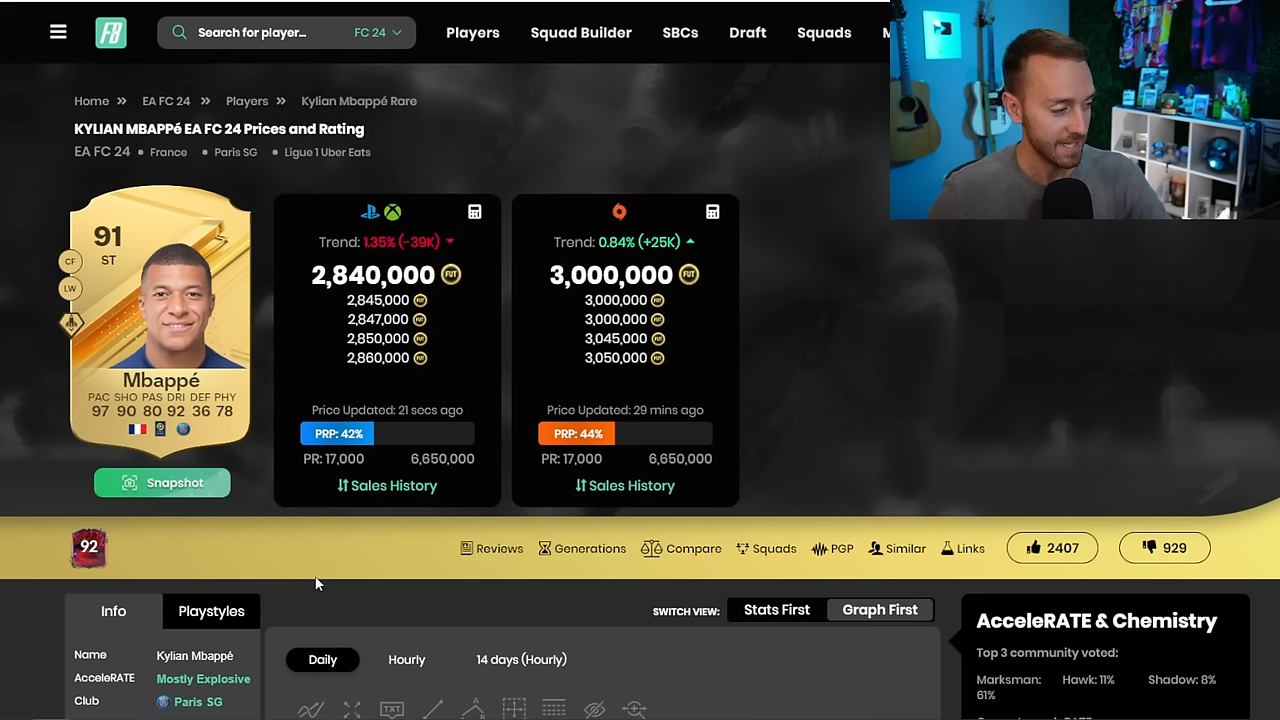 FB
Search for player...
FC 24
Players
Squad Builder
SBCs
Draft
Squads
M
Home » EA FC 24 » Players » Kylian Mbappé Rare
KYLIAN MBAPPé EA FC 24 Prices and Rating
EA FC 24 • France • Paris SG • Ligue 1 Uber Eats
91
ST
CF
LW
Mbappé
PAC SHO PAS DRI DEF PHY
97 90 80 92 36 78
Snapshot
Trend: 1.35% (-39K)
2,840,000 FUT
2,845,000
2,847,000
2,850,000
2,860,000
Price Updated: 21 secs ago
PRP: 42%
PR: 17,000 6,650,000
Sales History
Trend: 0.84% (+25K)
3,000,000 FUT
3,000,000
3,000,000
3,045,000
3,050,000
Price Updated: 29 mins ago
PRP: 44%
PR: 17,000 6,650,000
Sales History
92
Reviews
Generations
Compare
Squads
PGP
Similar
Links
2407
929
Info
Playstyles
SWITCH VIEW:
Stats First
Graph First
Name Kylian Mbappé
AcceleRATE Mostly Explosive
Club Paris SG
Daily
Hourly
14 days (Hourly)
TXT
AcceleRATE & Chemistry
Top 3 community voted:
Marksman: Hawk: 11% Shadow: 8%
61%